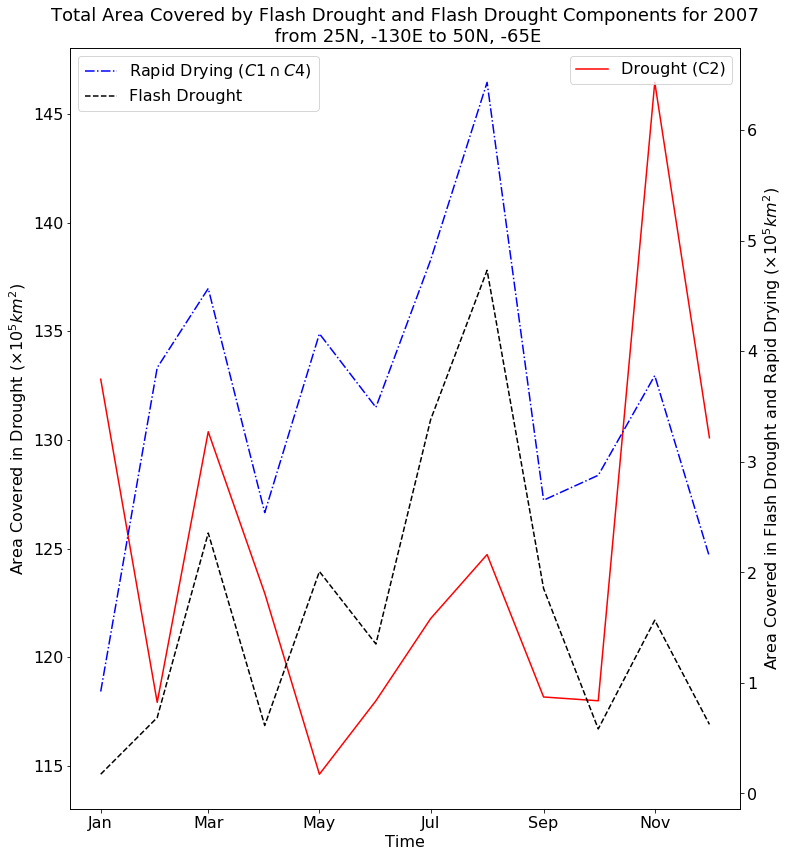 Total Area Covered by Flash Drought and Flash Drought Components for 2007
from 25N, -130E to 50N, -65E
Rapid Drying (C1 ∩ C4)
Flash Drought
Drought (C2)
Area Covered in Drought (×10⁵km²)
145
140
135
130
125
120
115
Area Covered in Flash Drought and Rapid Drying (×10⁵km²)
6
5
4
3
2
1
0
Jan Mar May Jul Sep Nov
Time